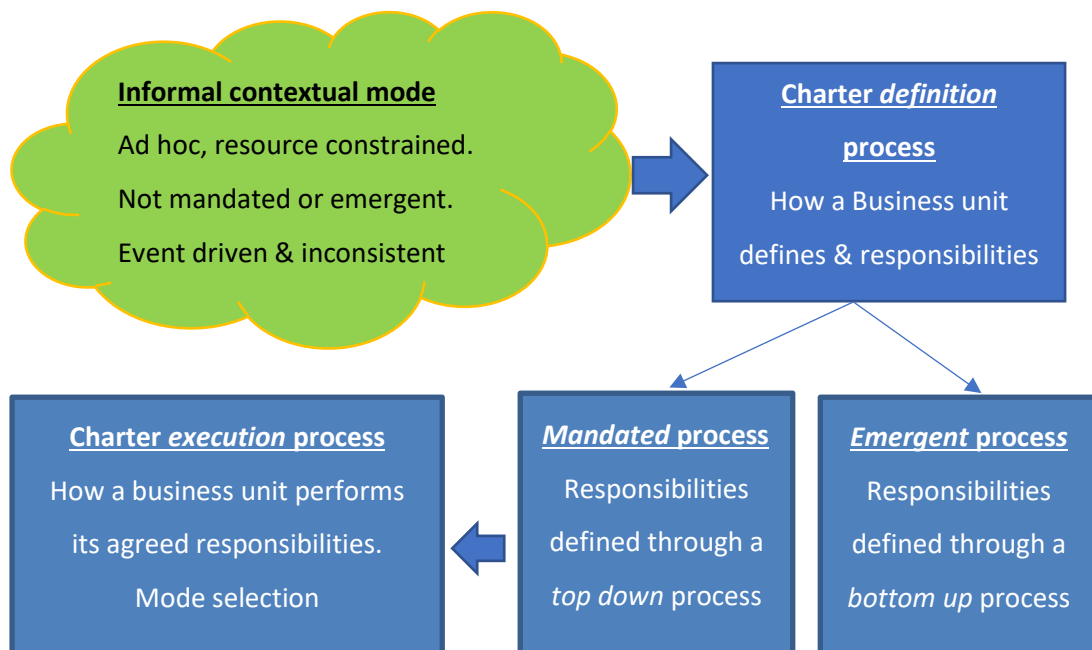 Informal contextual mode
Ad hoc, resource constrained.
Not mandated or emergent.
Event driven & inconsistent
Charter definition
process
How a Business unit
defines & responsibilities
Charter execution process
How a business unit performs
its agreed responsibilities.
Mode selection
Mandated process
Responsibilities
defined through a
top down process
Emergent process
Responsibilities
defined through a
bottom up process